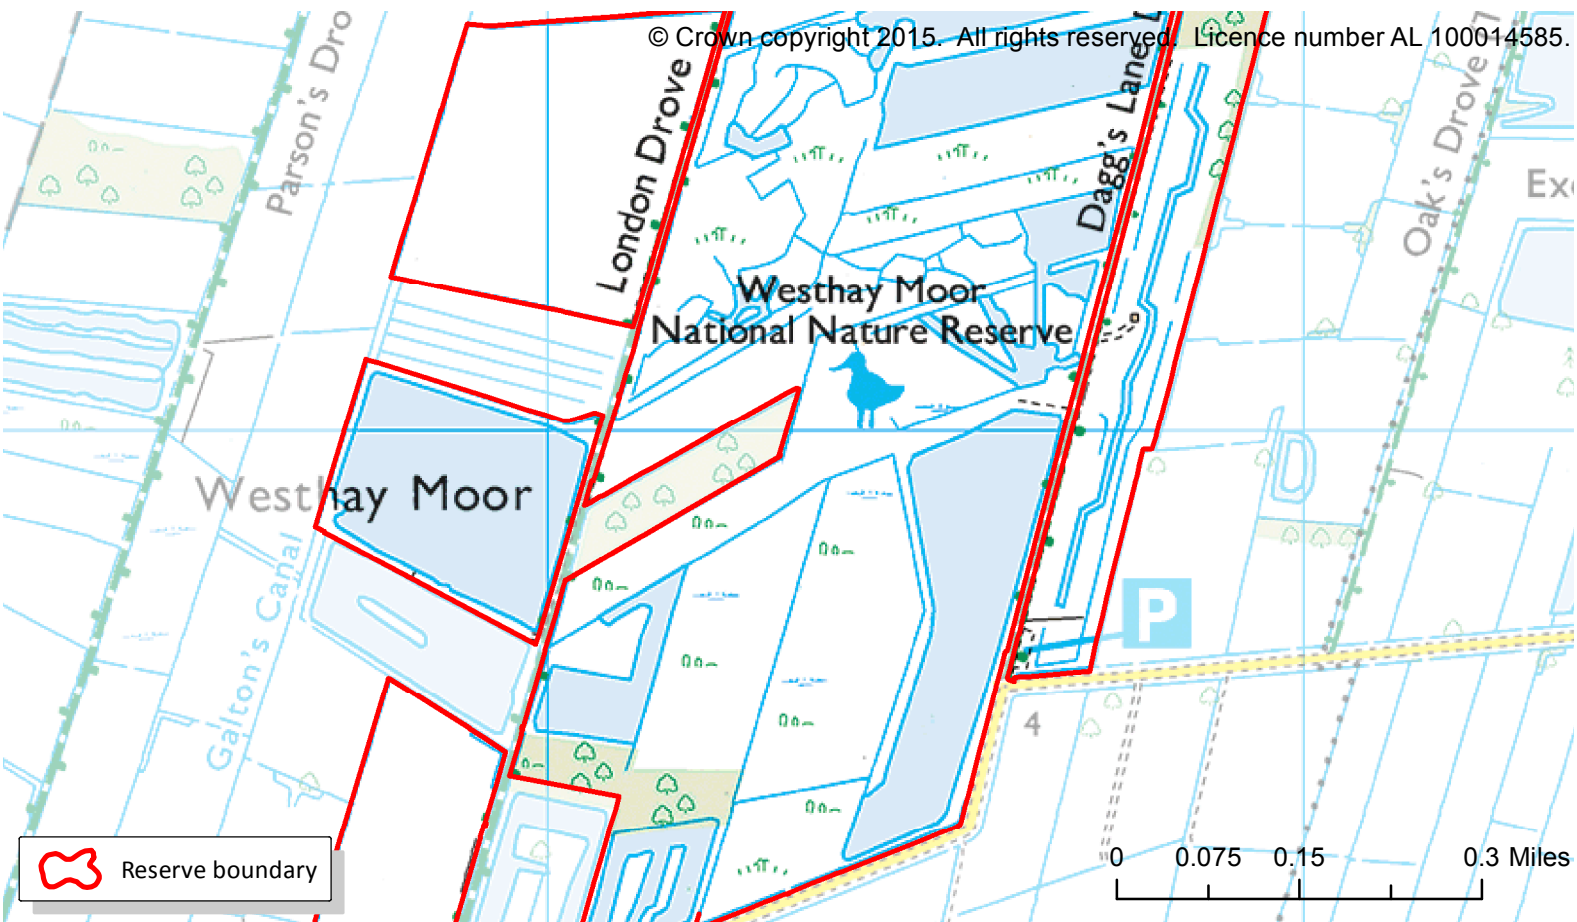 © Crown copyright 2015. All rights reserved. Licence number AL 100014585.
Parson's Dro
London Drove
Dagg's Lane
Oak's Drove
Westhay Moor
National Nature Reserve
Westhay Moor
Galton's Canal
P
4
Reserve boundary
0 0.075 0.15 0.3 Miles